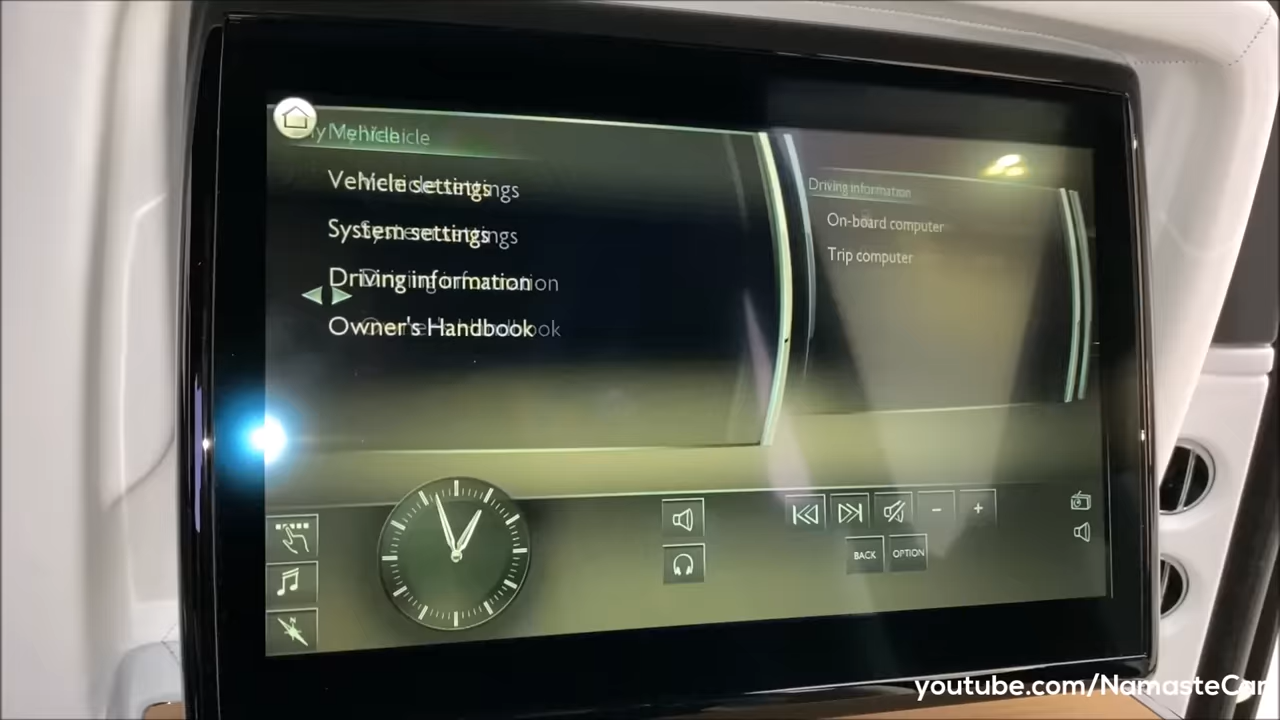 My Vehicle
Vehicle settings
System settings
Driving information
Owner's Handbook
Driving information
On-board computer
Trip computer
BACK
OPTION
youtube.com/NamasteCar